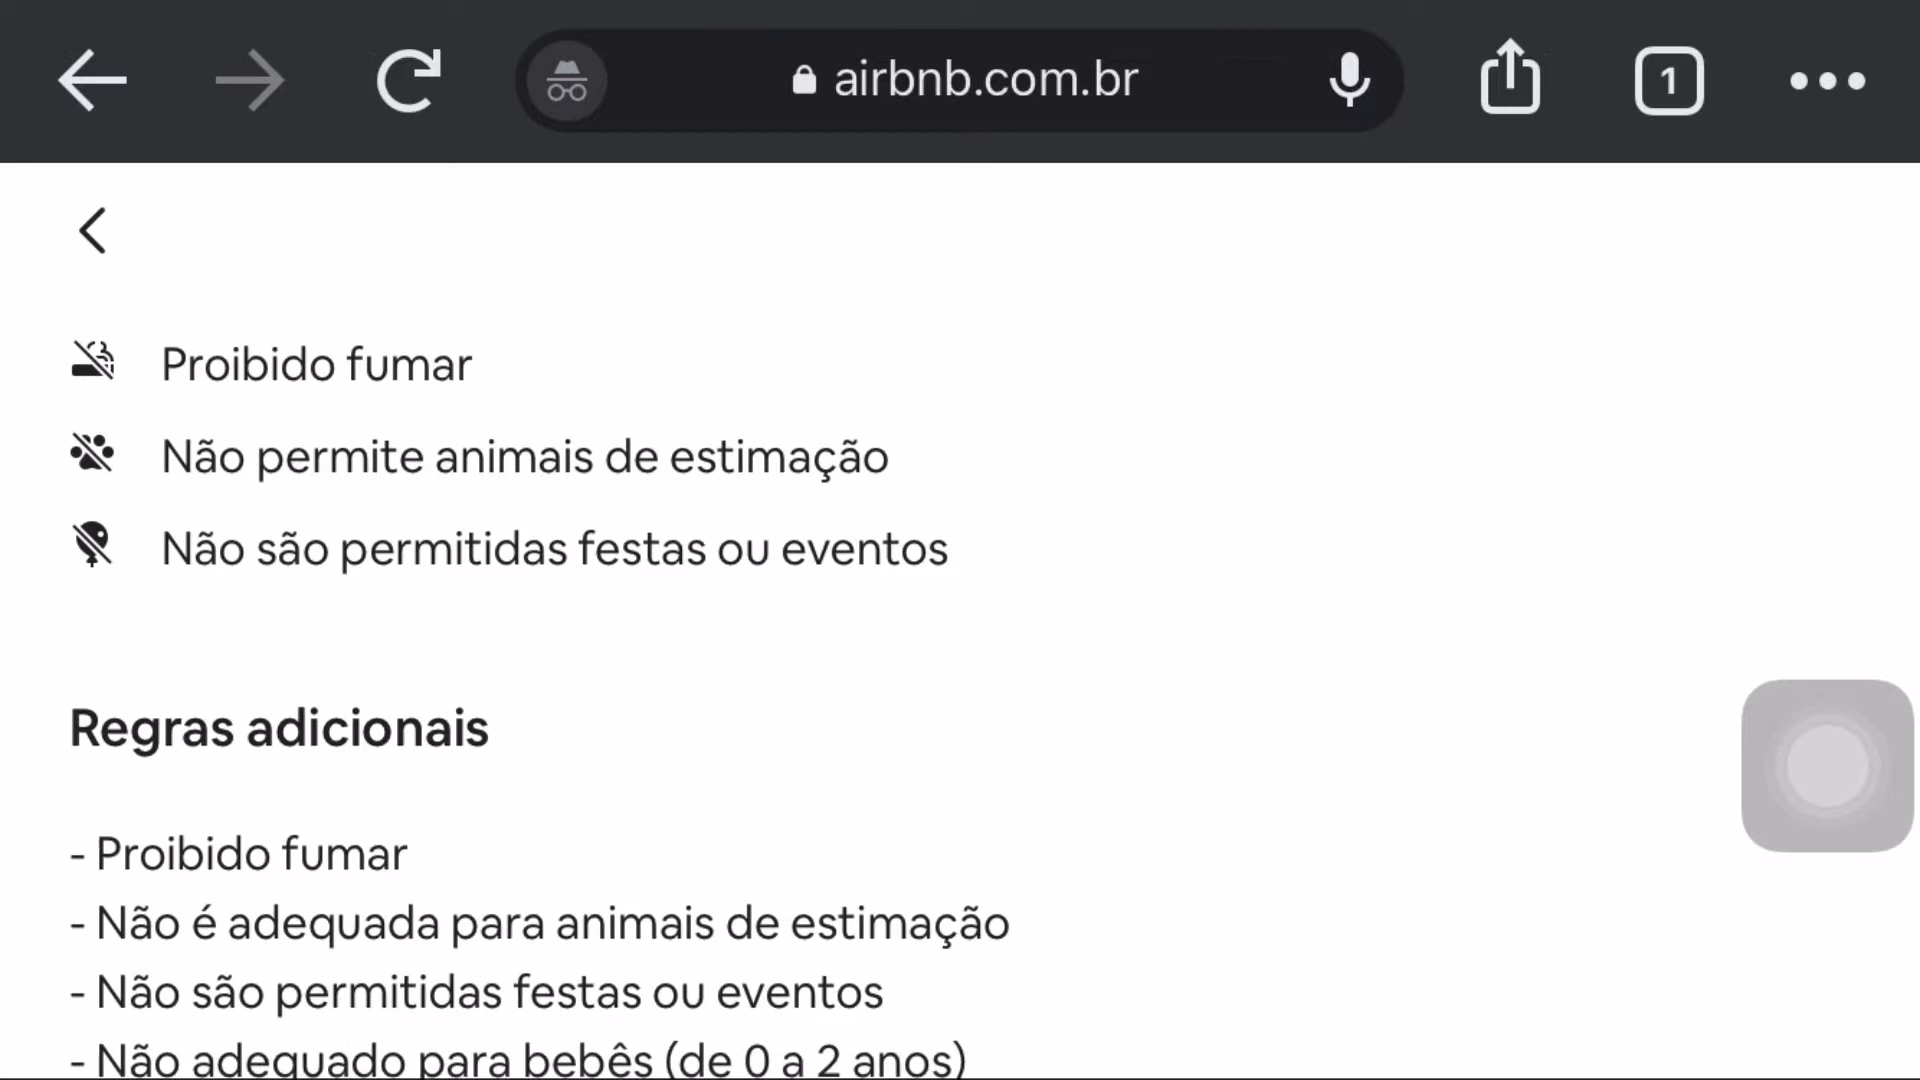 airbnb.com.br
1
Proibido fumar
Não permite animais de estimação
Não são permitidas festas ou eventos
Regras adicionais
- Proibido fumar
- Não é adequada para animais de estimação
- Não são permitidas festas ou eventos
- Não adequado para bebês (de 0 a 2 anos)